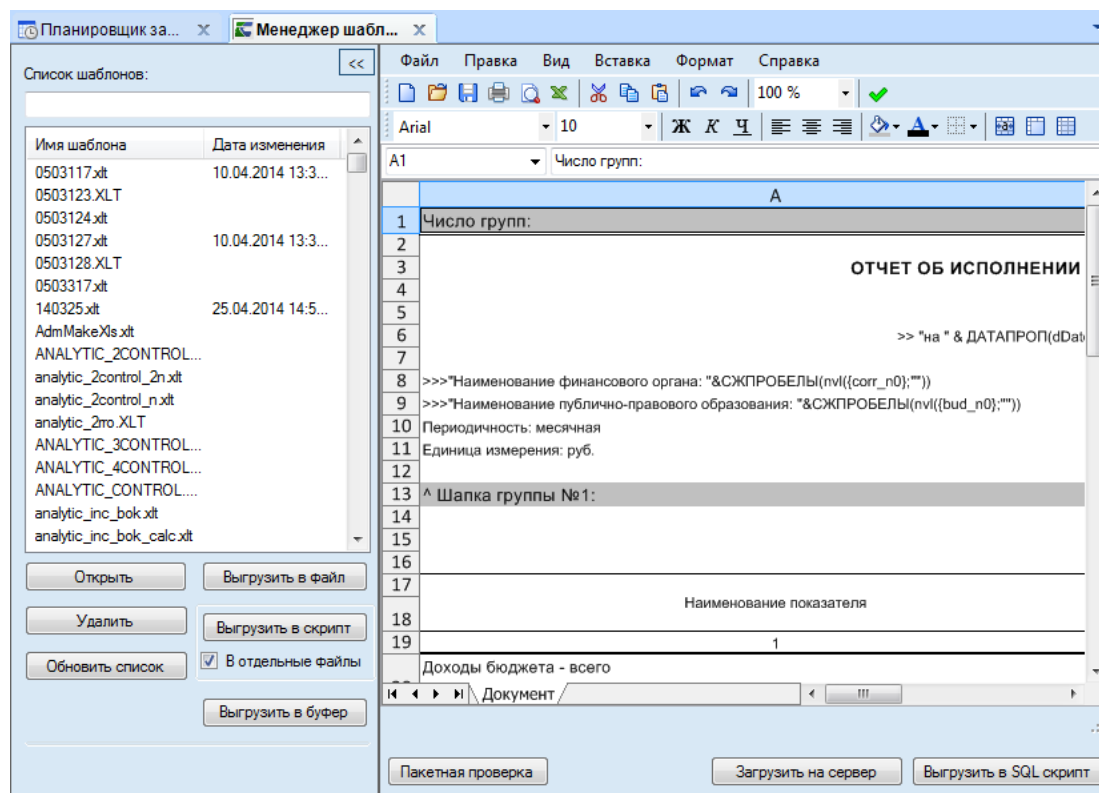 Планировщик за... Менеджер шабл...
Список шаблонов:
<<
Имя шаблона Дата изменения
0503117.xlt 10.04.2014 13:3...
0503123.XLT
0503124.xlt
0503127.xlt 10.04.2014 13:3...
0503128.XLT
0503317.xlt
140325.xlt 25.04.2014 14:5...
AdmMakeXls.xlt
ANALYTIC_2CONTROL...
analytic_2control_2n.xlt
analytic_2control_n.xlt
analytic_2rro.XLT
ANALYTIC_3CONTROL...
ANALYTIC_4CONTROL...
ANALYTIC_CONTROL....
analytic_inc_bok.xlt
analytic_inc_bok_calc.xlt
Открыть Выгрузить в файл
Удалить Выгрузить в скрипт
Обновить список В отдельные файлы
Выгрузить в буфер
Файл Правка Вид Вставка Формат Справка
100 %
Arial 10 Ж К Ч А
A1 Число групп:
A
1 Число групп:
2
3 ОТЧЕТ ОБ ИСПОЛНЕНИИ
4
5
6 >> "на " & ДАТАПРОП(dDat
7
8 >>>"Наименование финансового органа: "&СЖПРОБЕЛЫ(nvl({corr_n0};""))
9 >>>"Наименование публично-правового образования: "&СЖПРОБЕЛЫ(nvl({bud_n0};""))
10 Периодичность: месячная
11 Единица измерения: руб.
12
13 ^ Шапка группы №1:
14
15
16
17
18 Наименование показателя
19 1
Доходы бюджета - всего
Документ
Пакетная проверка Загрузить на сервер Выгрузить в SQL скрипт